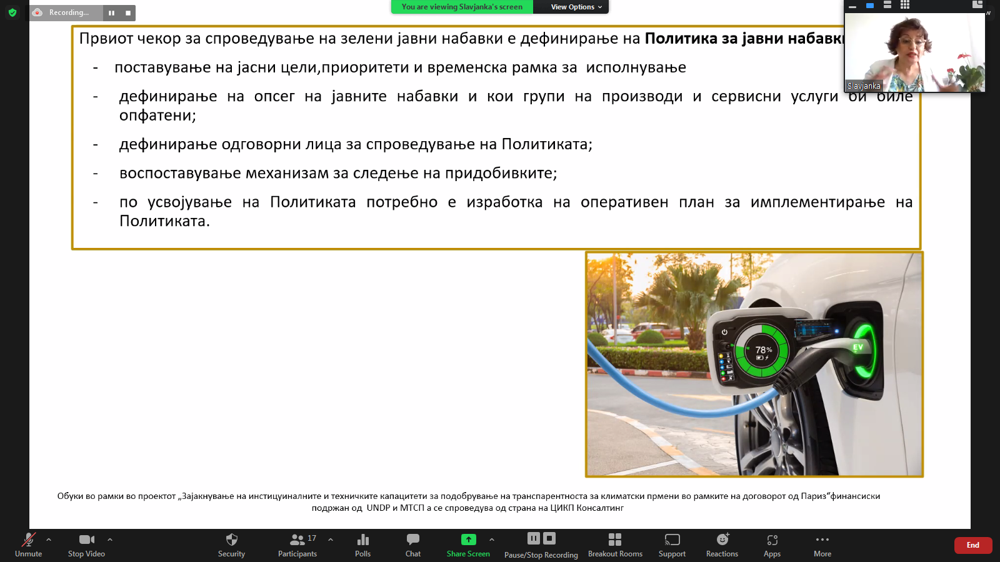 Recording...
You are viewing Slavjanka's screen
View Options
Првиот чекор за спроведување на зелени јавни набавки е дефинирање на Политика за јавни набавки
- поставување на јасни цели,приоритети и временска рамка за исполнување
Slavjanka
- дефинирање на опсег на јавните набавки и кои групи на производи и сервисни услуги би биле
опфатени;
- дефинирање одговорни лица за спроведување на Политиката;
- воспоставување механизам за следење на придобивките;
- по усвојување на Политиката потребно е изработка на оперативен план за имплементирање на
Политиката.
78%
EV
Обуки во рамки во проектот „Зајакнување на инстицуиналните и техничките капацитети за подобрување на транспарентноста за климатски прмени во рамките на договорот од Париз“финансиски
подржан од UNDP и МТСП а се спроведува од страна на ЦИКП Консалтинг
17
Unmute
Stop Video
Security
Participants
Polls
Chat
Share Screen
Pause/Stop Recording
Breakout Rooms
Support
Reactions
Apps
More
End